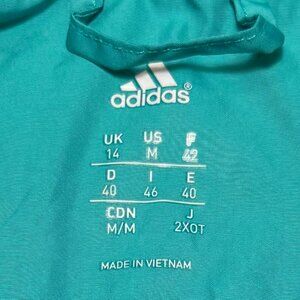 adidas
UK US F
14 M 42
D I E
40 46 40
CDN J
M/M 2XOT
MADE IN VIETNAM